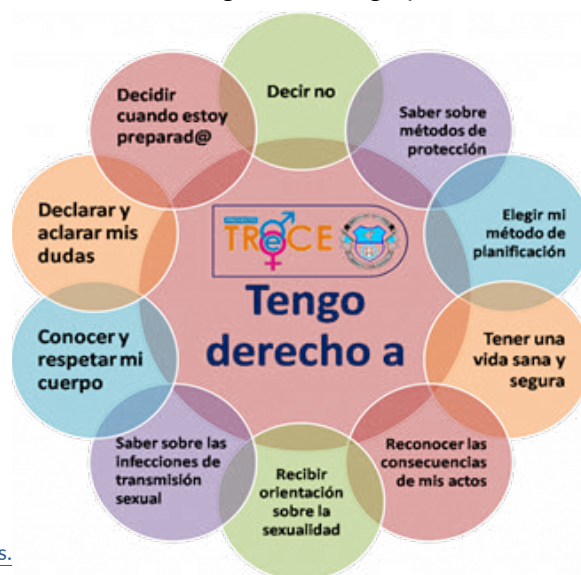 Decir no
Saber sobre
métodos de
protección
Elegir mi
método de
planificación
Tener una
vida sana y
segura
Reconocer las
consecuencias
de mis actos
Recibir
orientación
sobre la
sexualidad
Saber sobre las
infecciones de
transmisión
sexual
Conocer y
respetar mi
cuerpo
Declarar y
aclarar mis
dudas
Decidir
cuando estoy
preparad@
TReCE
Tengo
derecho a
s.